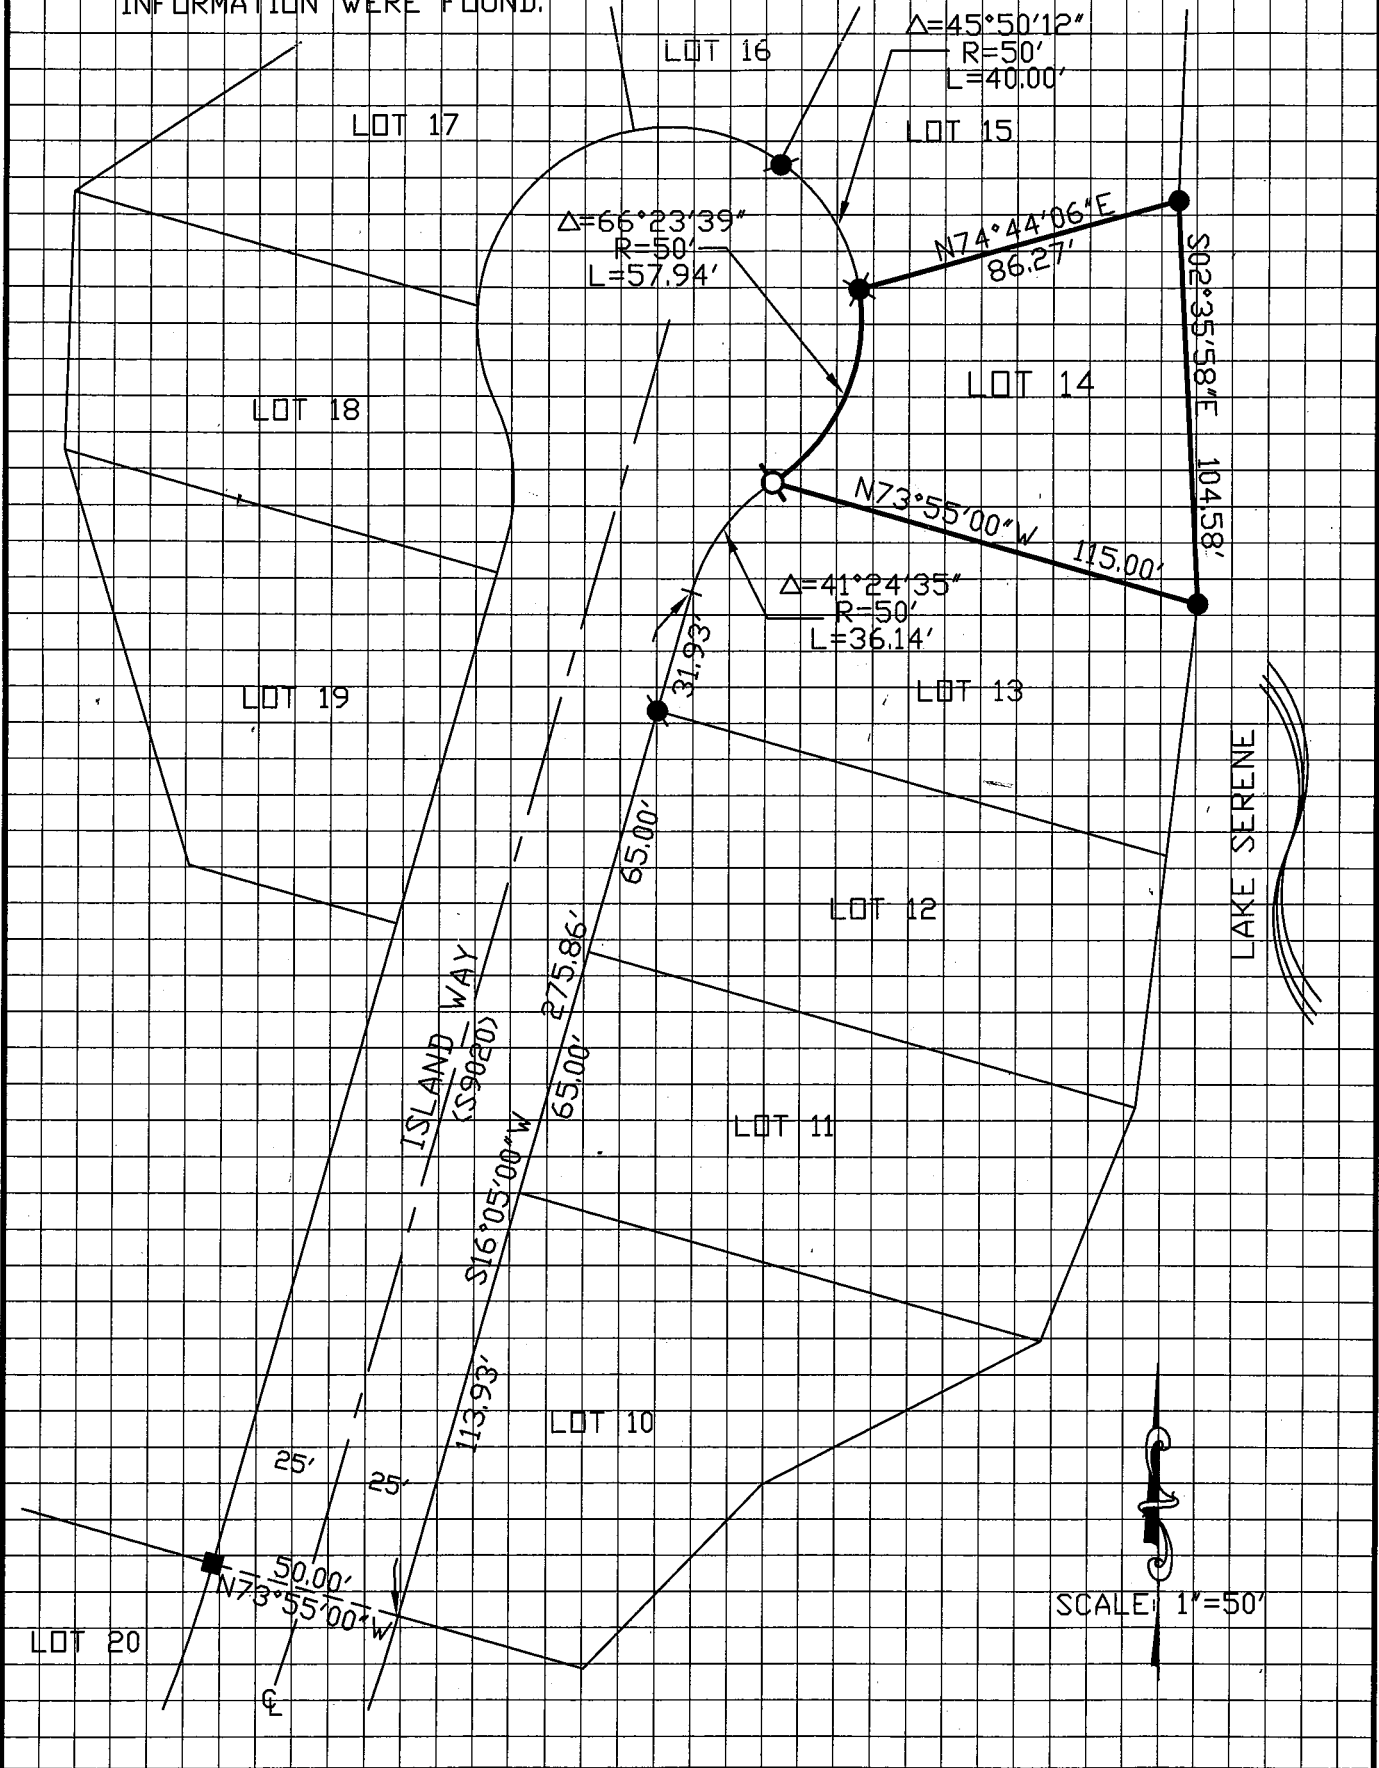 INFORMATION WERE FOUND.
Δ=45°50'12"
R=50'
L=40.00'
LOT 16
LOT 17
LOT 15
Δ=66°23'39"
R=50'
L=57.94'
N74°44'06"E
86.27'
S02°35'58"E 104.58'
LOT 14
LOT 18
N73°55'00"W 115.00'
Δ=41°24'35"
R=50'
L=36.14'
31.93'
LOT 13
LOT 19
LAKE SERENE
65.00'
LOT 12
275.86'
ISLAND WAY
(S9020)
65.00'
LOT 11
S16°05'00"W
113.93'
LOT 10
25'
25'
50.00'
N73°55'00"W
SCALE: 1"=50'
LOT 20
℄